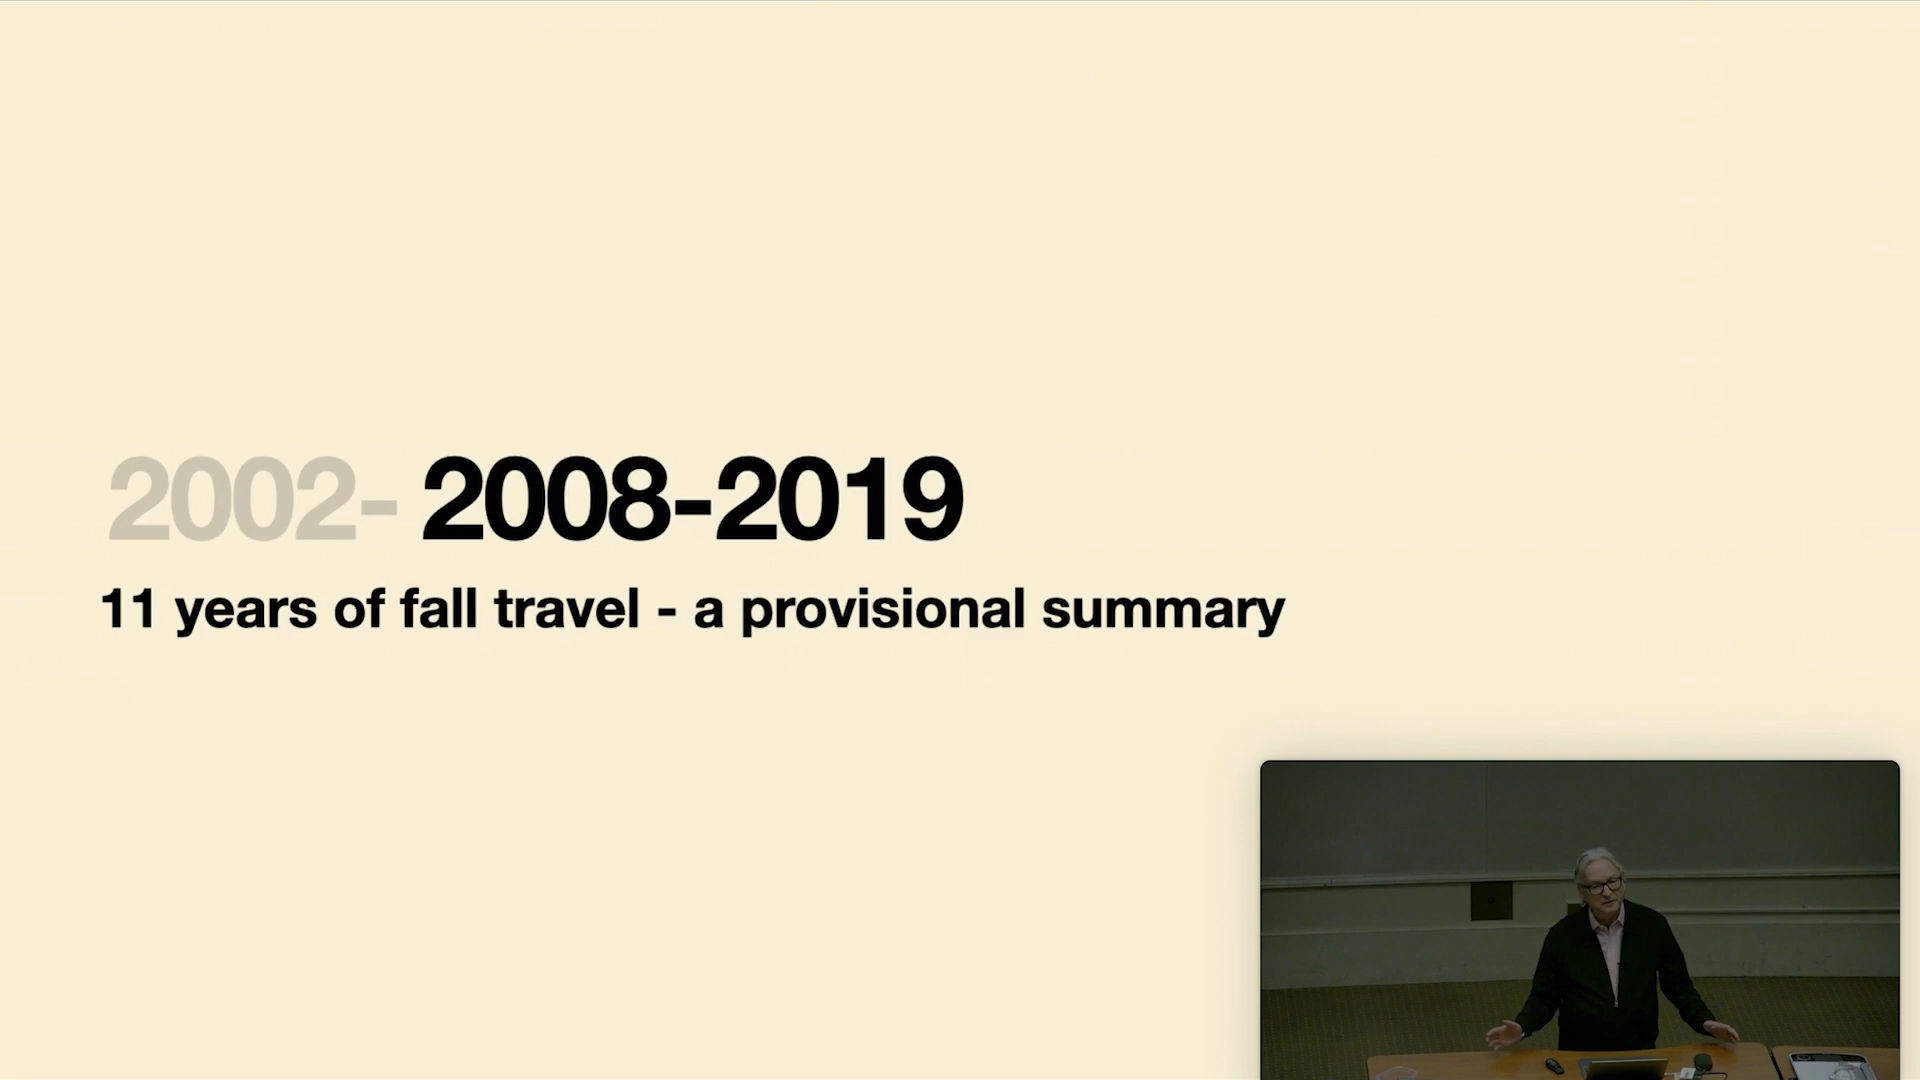 2002- 2008-2019
11 years of fall travel - a provisional summary